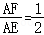 AF/AE = 1/2